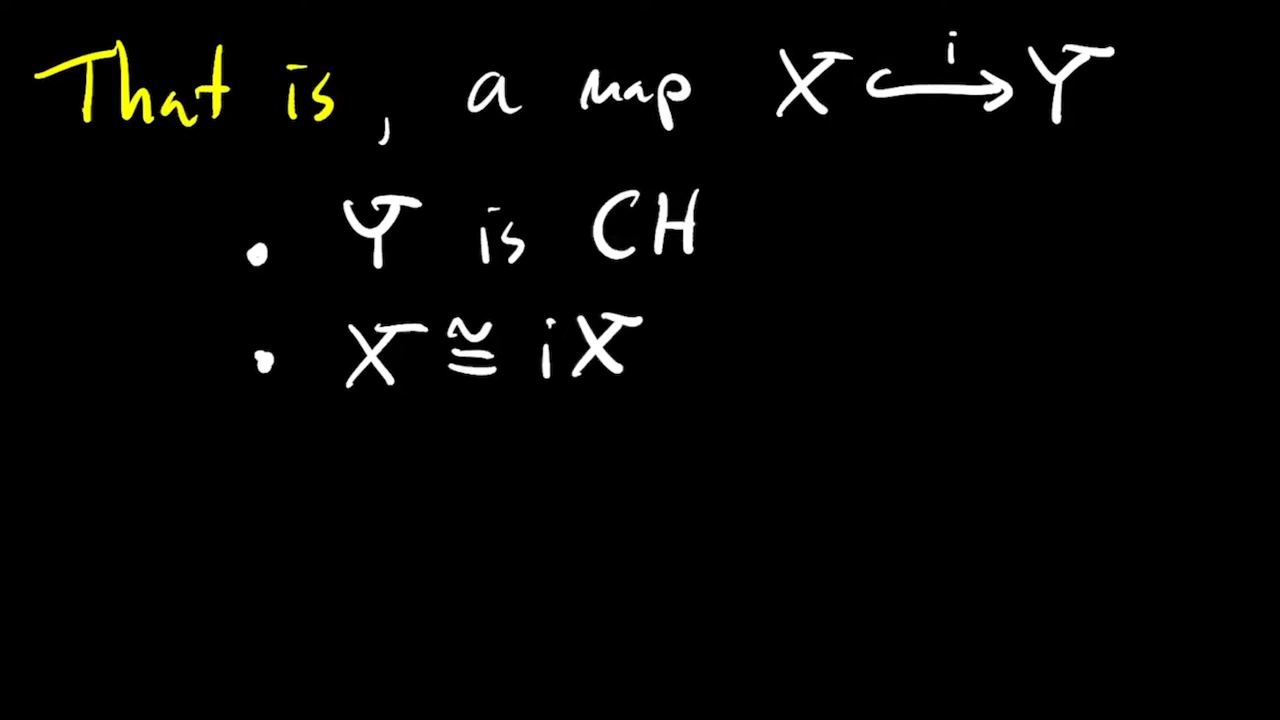 That is, a map X ↪ i Y
• Y is CH
• X ≅ iX